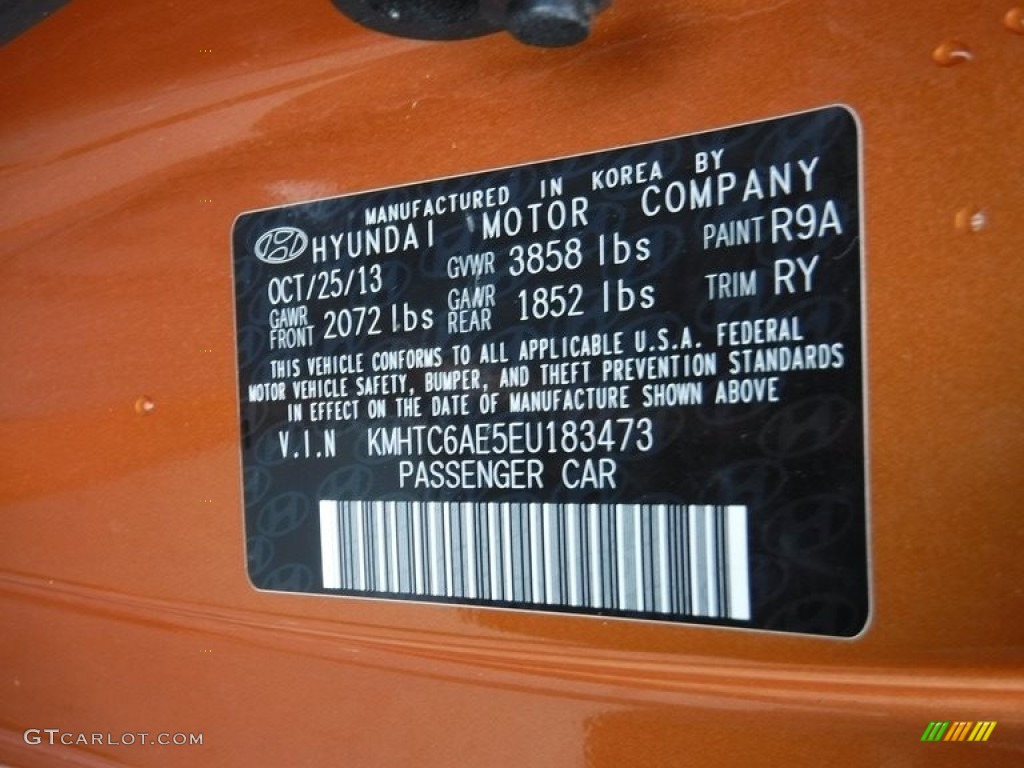 MANUFACTURED IN KOREA BY
HYUNDAI MOTOR COMPANY
OCT/25/13 GVWR 3858 lbs PAINT R9A
GAWR FRONT 2072 lbs GAWR REAR 1852 lbs TRIM RY
THIS VEHICLE CONFORMS TO ALL APPLICABLE U.S.A. FEDERAL
MOTOR VEHICLE SAFETY, BUMPER, AND THEFT PREVENTION STANDARDS
IN EFFECT ON THE DATE OF MANUFACTURE SHOWN ABOVE
V.I.N KMHTC6AE5EU183473
PASSENGER CAR
GTCARLOT.COM